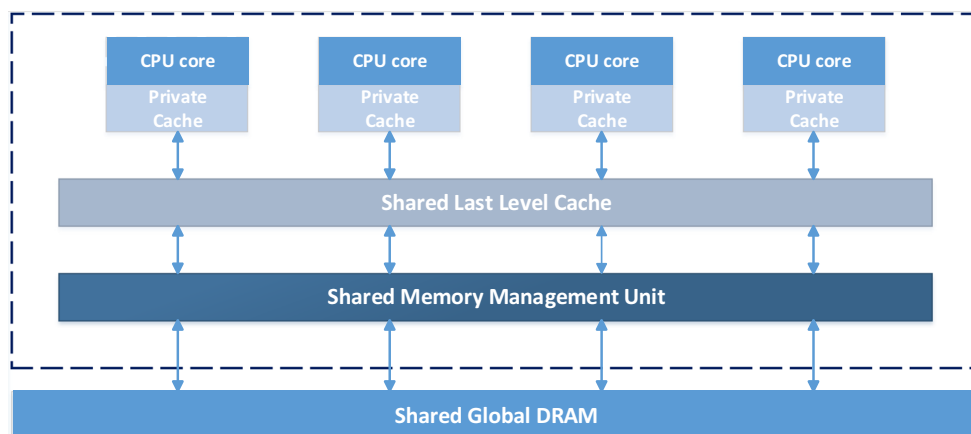 CPU core
CPU core
CPU core
CPU core
Private
Cache
Private
Cache
Private
Cache
Private
Cache
Shared Last Level Cache
Shared Memory Management Unit
Shared Global DRAM